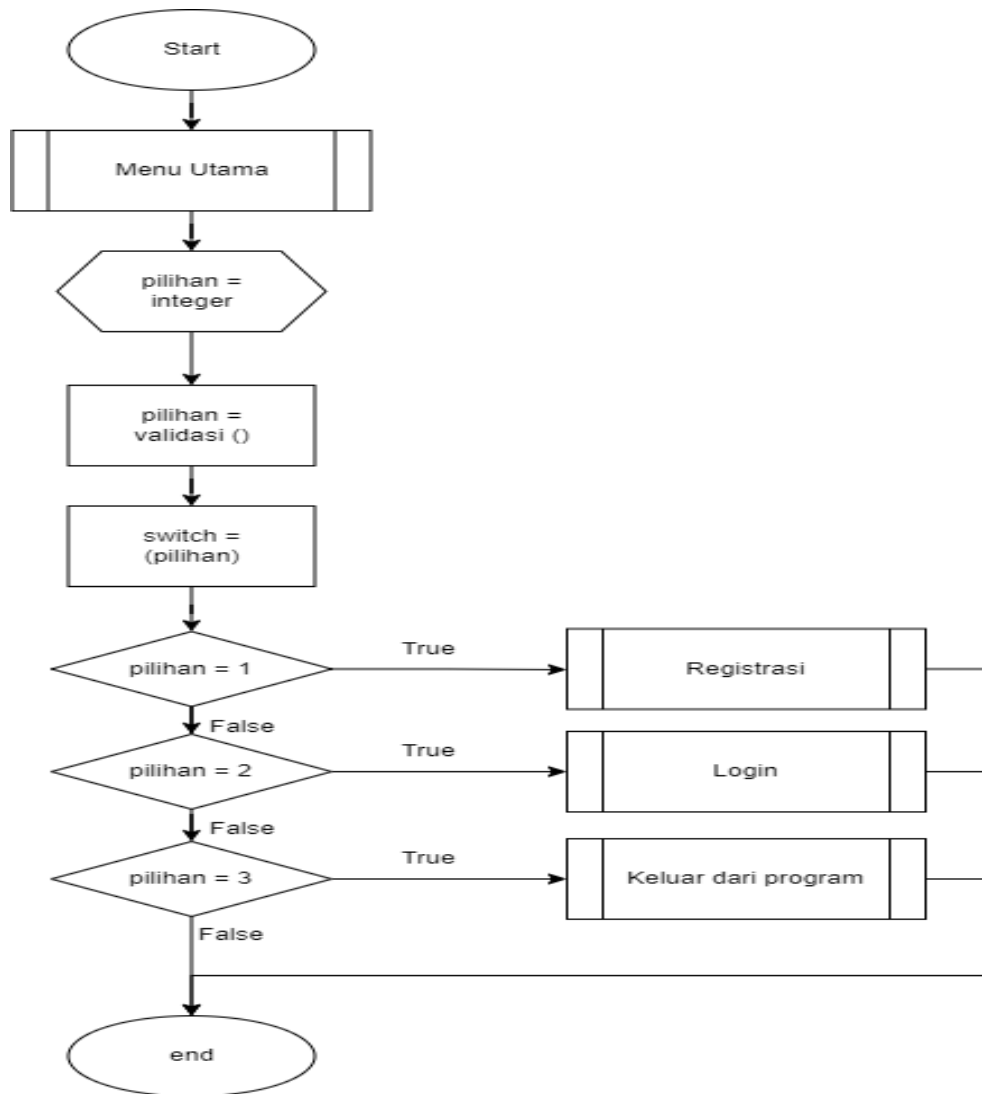 Start
Menu Utama
pilihan =
integer
pilihan =
validasi ()
switch =
(pilihan)
pilihan = 1
True
Registrasi
False
pilihan = 2
True
Login
False
pilihan = 3
True
Keluar dari program
False
end